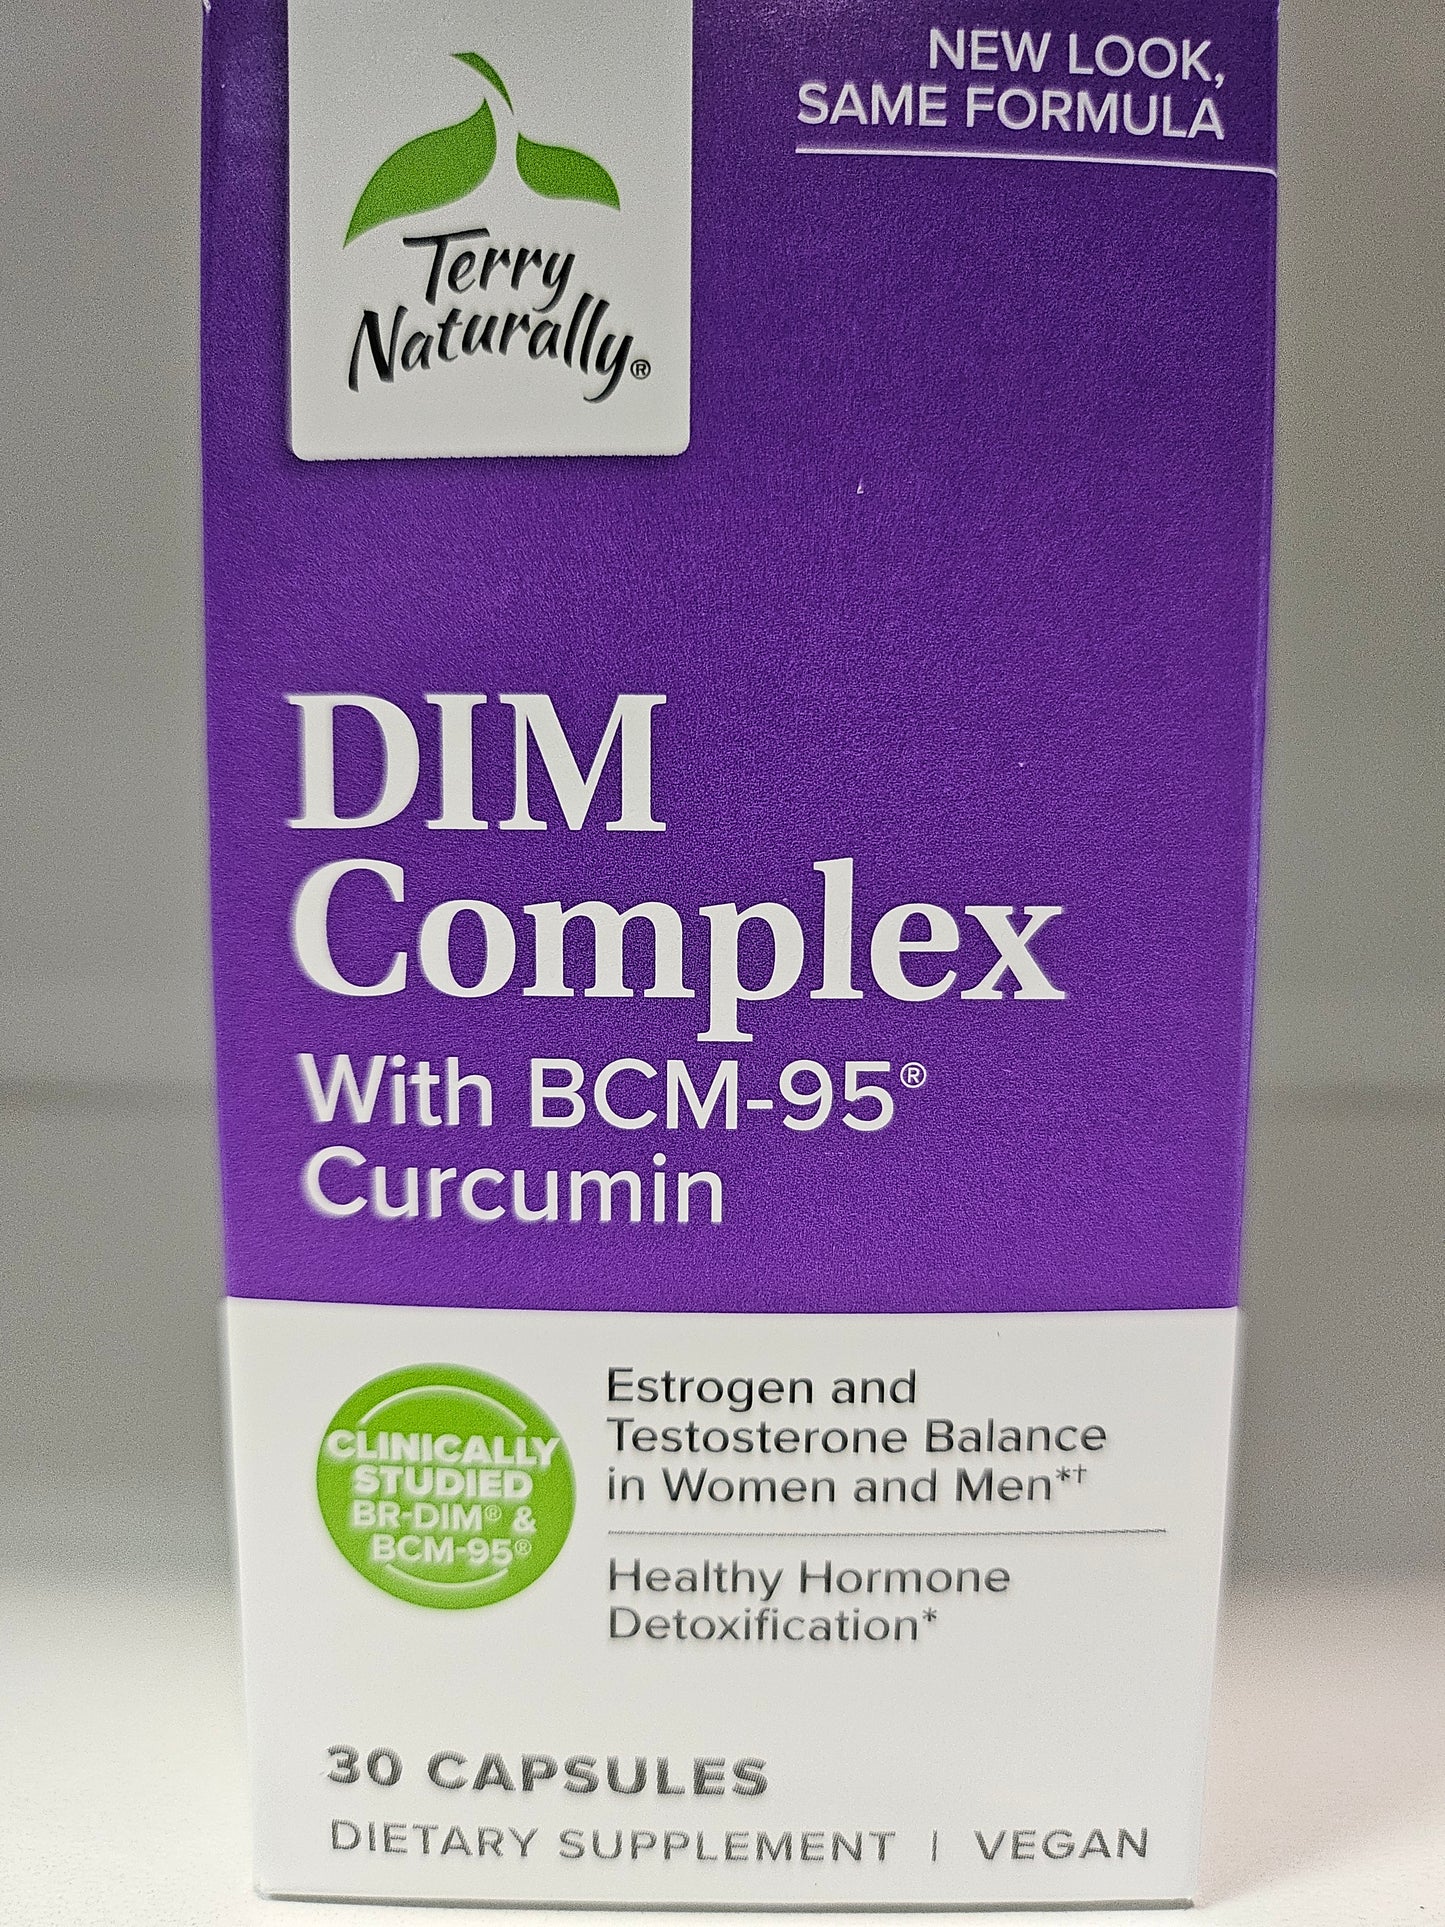 NEW LOOK,
SAME FORMULA
Terry
Naturally®
DIM
Complex
With BCM-95®
Curcumin
CLINICALLY
STUDIED
BR-DIM® &
BCM-95®
Estrogen and
Testosterone Balance
in Women and Men*†
Healthy Hormone
Detoxification*
30 CAPSULES
DIETARY SUPPLEMENT | VEGAN